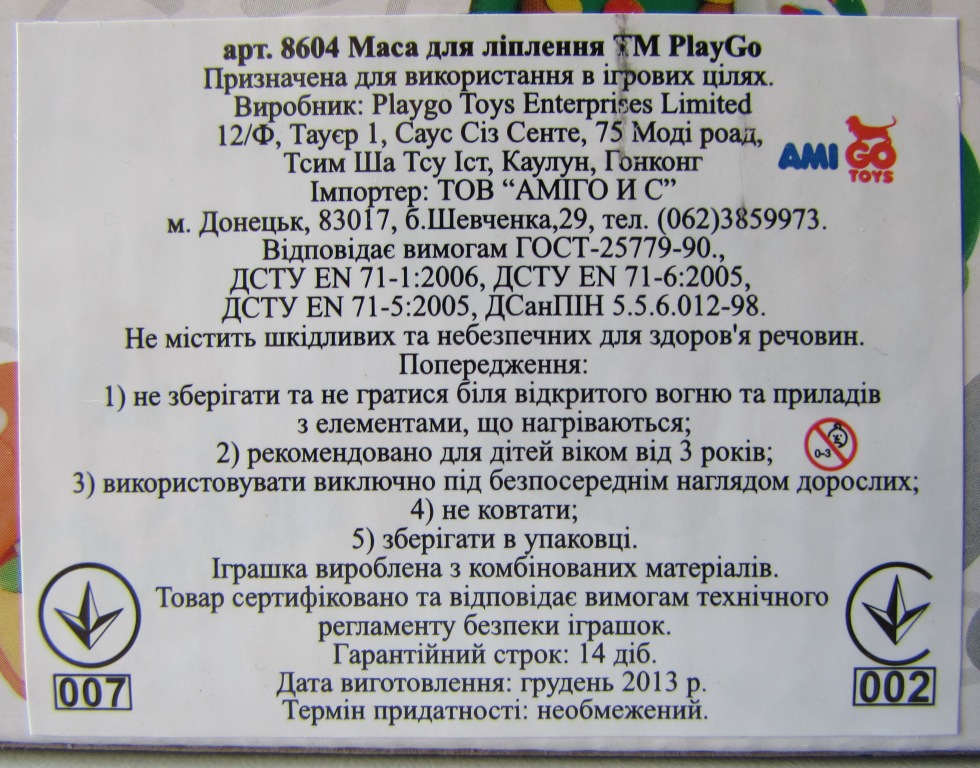 арт. 8604 Маса для ліплення ТМ PlayGo
Призначена для використання в ігрових цілях.
Виробник: Playgo Toys Enterprises Limited
12/Ф, Тауєр 1, Саус Сіз Сенте, 75 Моді роад,
Тсим Ша Тсу Іст, Каулун, Гонконг
AMIGO
TOYS
Імпортер: ТОВ “АМІГО И С”
м. Донецьк, 83017, б.Шевченка,29, тел. (062)3859973.
Відповідає вимогам ГОСТ-25779-90.,
ДСТУ EN 71-1:2006, ДСТУ EN 71-6:2005,
ДСТУ EN 71-5:2005, ДСанПІН 5.5.6.012-98.
Не містить шкідливих та небезпечних для здоров'я речовин.
Попередження:
1) не зберігати та не гратися біля відкритого вогню та приладів
з елементами, що нагріваються;
2) рекомендовано для дітей віком від 3 років;
0-3
3) використовувати виключно під безпосереднім наглядом дорослих;
4) не ковтати;
5) зберігати в упаковці.
Іграшка вироблена з комбінованих матеріалів.
Товар сертифіковано та відповідає вимогам технічного
регламенту безпеки іграшок.
Гарантійний строк: 14 діб.
Дата виготовлення: грудень 2013 р.
Термін придатності: необмежений.
007
002